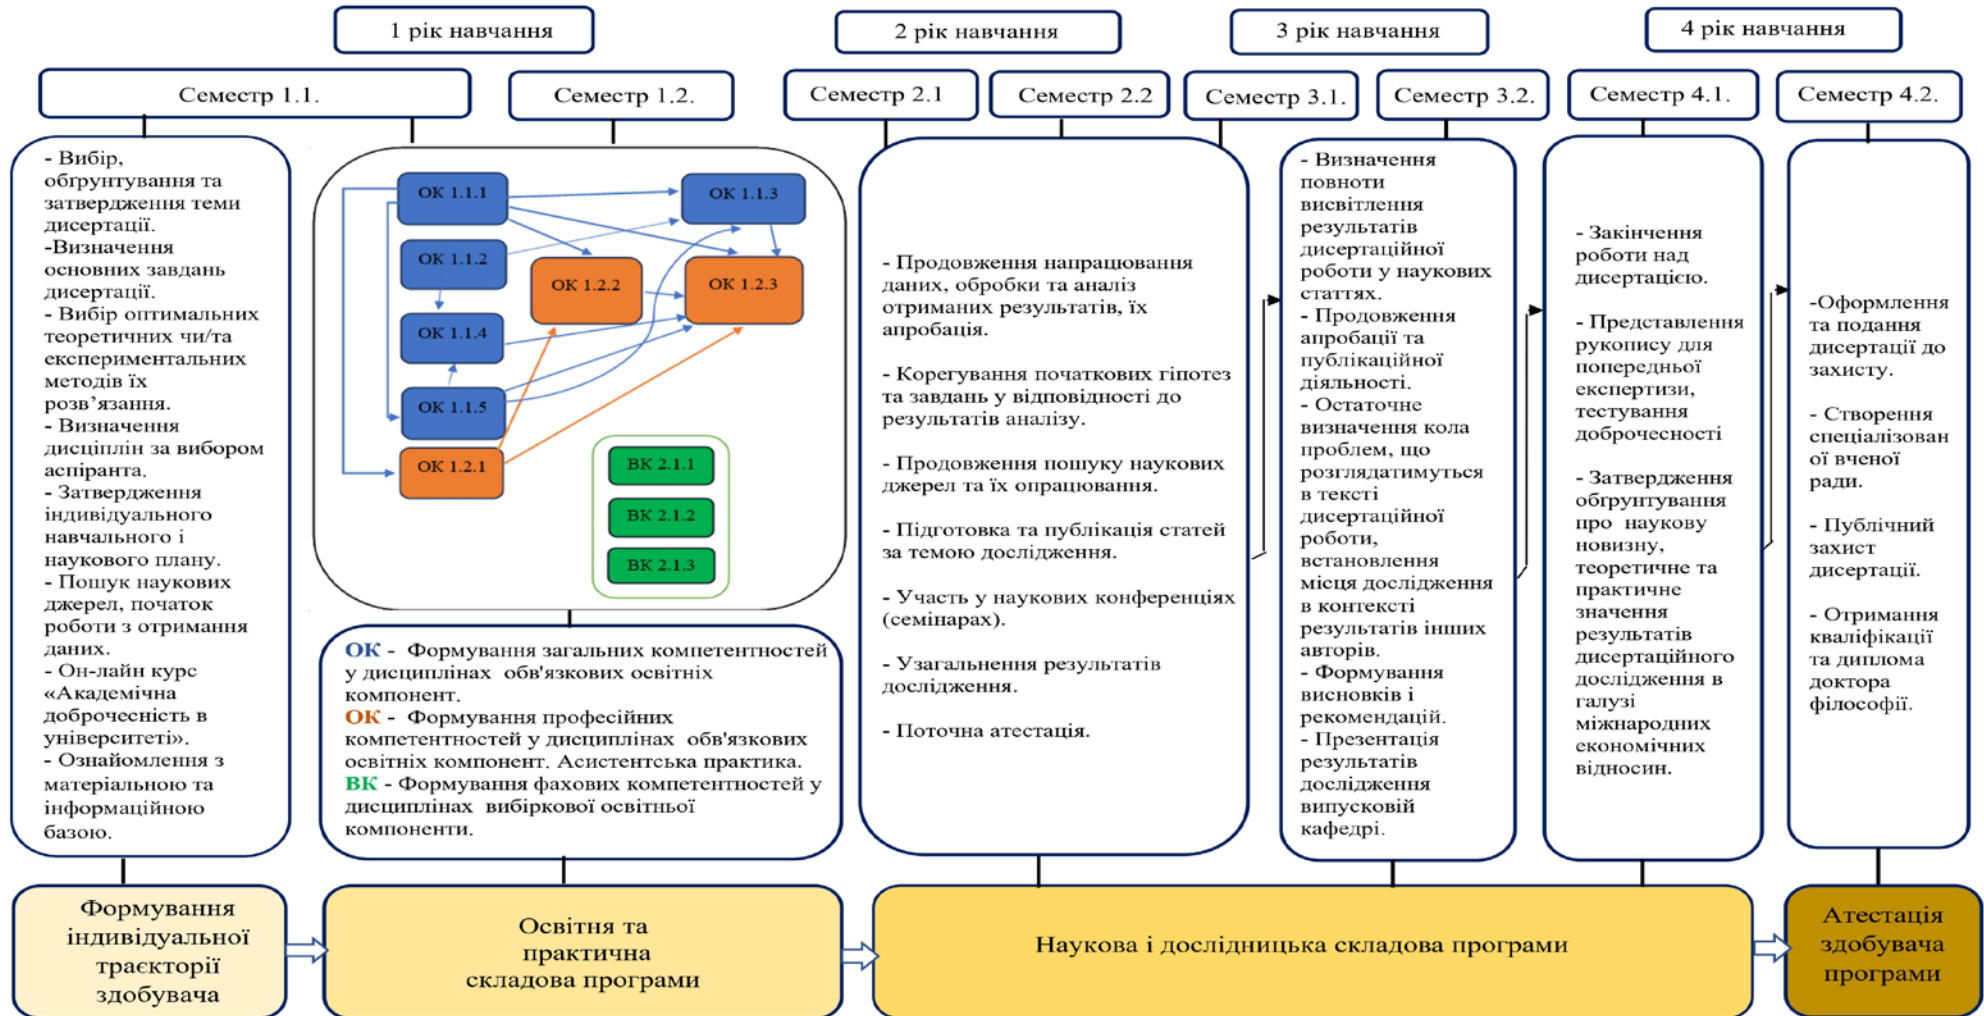 1 рік навчання
2 рік навчання
3 рік навчання
4 рік навчання
Семестр 1.1.
Семестр 1.2.
Семестр 2.1
Семестр 2.2
Семестр 3.1.
Семестр 3.2.
Семестр 4.1.
Семестр 4.2.
- Вибір,
обґрунтування та
затвердження теми
дисертації.
-Визначення
основних завдань
дисертації.
- Вибір оптимальних
теоретичних чи/та
експериментальних
методів їх
розв’язання.
- Визначення
дисціплін за вибором
аспіранта.
- Затвердження
індивідуального
навчального і
наукового плану.
- Пошук наукових
джерел, початок
роботи з отримання
даних.
- Он-лайн курс
«Академічна
доброчесність в
університеті».
- Ознайомлення з
матеріальною та
інформаційною
базою.
ОК 1.1.1
ОК 1.1.3
ОК 1.1.2
ОК 1.2.2
ОК 1.2.3
ОК 1.1.4
ОК 1.1.5
ОК 1.2.1
ВК 2.1.1
ВК 2.1.2
ВК 2.1.3
ОК - Формування загальних компетентностей
у дисциплінах обв'язкових освітніх
компонент.
ОК - Формування професійних
компетентностей у дисциплінах обв'язкових
освітніх компонент. Асистентська практика.
ВК - Формування фахових компетентностей у
дисциплінах вибіркової освітньої
компоненти.
- Продовження напрацювання
даних, обробки та аналіз
отриманих результатів, їх
апробація.
- Корегування початкових гіпотез
та завдань у відповідності до
результатів аналізу.
- Продовження пошуку наукових
джерел та їх опрацювання.
- Підготовка та публікація статей
за темою дослідження.
- Участь у наукових конференціях
(семінарах).
- Узагальнення результатів
дослідження.
- Поточна атестація.
- Визначення
повноти
висвітлення
результатів
дисертаційної
роботи у наукових
статтях.
- Продовження
апробації та
публікаційної
діяльності.
- Остаточне
визначення кола
проблем, що
розглядатимуться
в тексті
дисертаційної
роботи,
встановлення
місця дослідження
в контексті
результатів інших
авторів.
- Формування
висновків і
рекомендацій.
- Презентація
результатів
дослідження
випусковій
кафедрі.
- Закінчення
роботи над
дисертацією.
- Представлення
рукопису для
попередньої
експертизи,
тестування
доброчесності
- Затвердження
обґрунтування
про наукову
новизну,
теоретичне та
практичне
значення
результатів
дисертаційного
дослідження в
галузі
міжнародних
економічних
відносин.
-Оформлення
та подання
дисертації до
захисту.
- Створення
спеціалізован
ої вченої
ради.
- Публічний
захист
дисертації.
- Отримання
кваліфікації
та диплома
доктора
філософії.
Формування
індивідуальної
траєкторії
здобувача
Освітня та
практична
складова програми
Наукова і дослідницька складова програми
Атестація
здобувача
програми